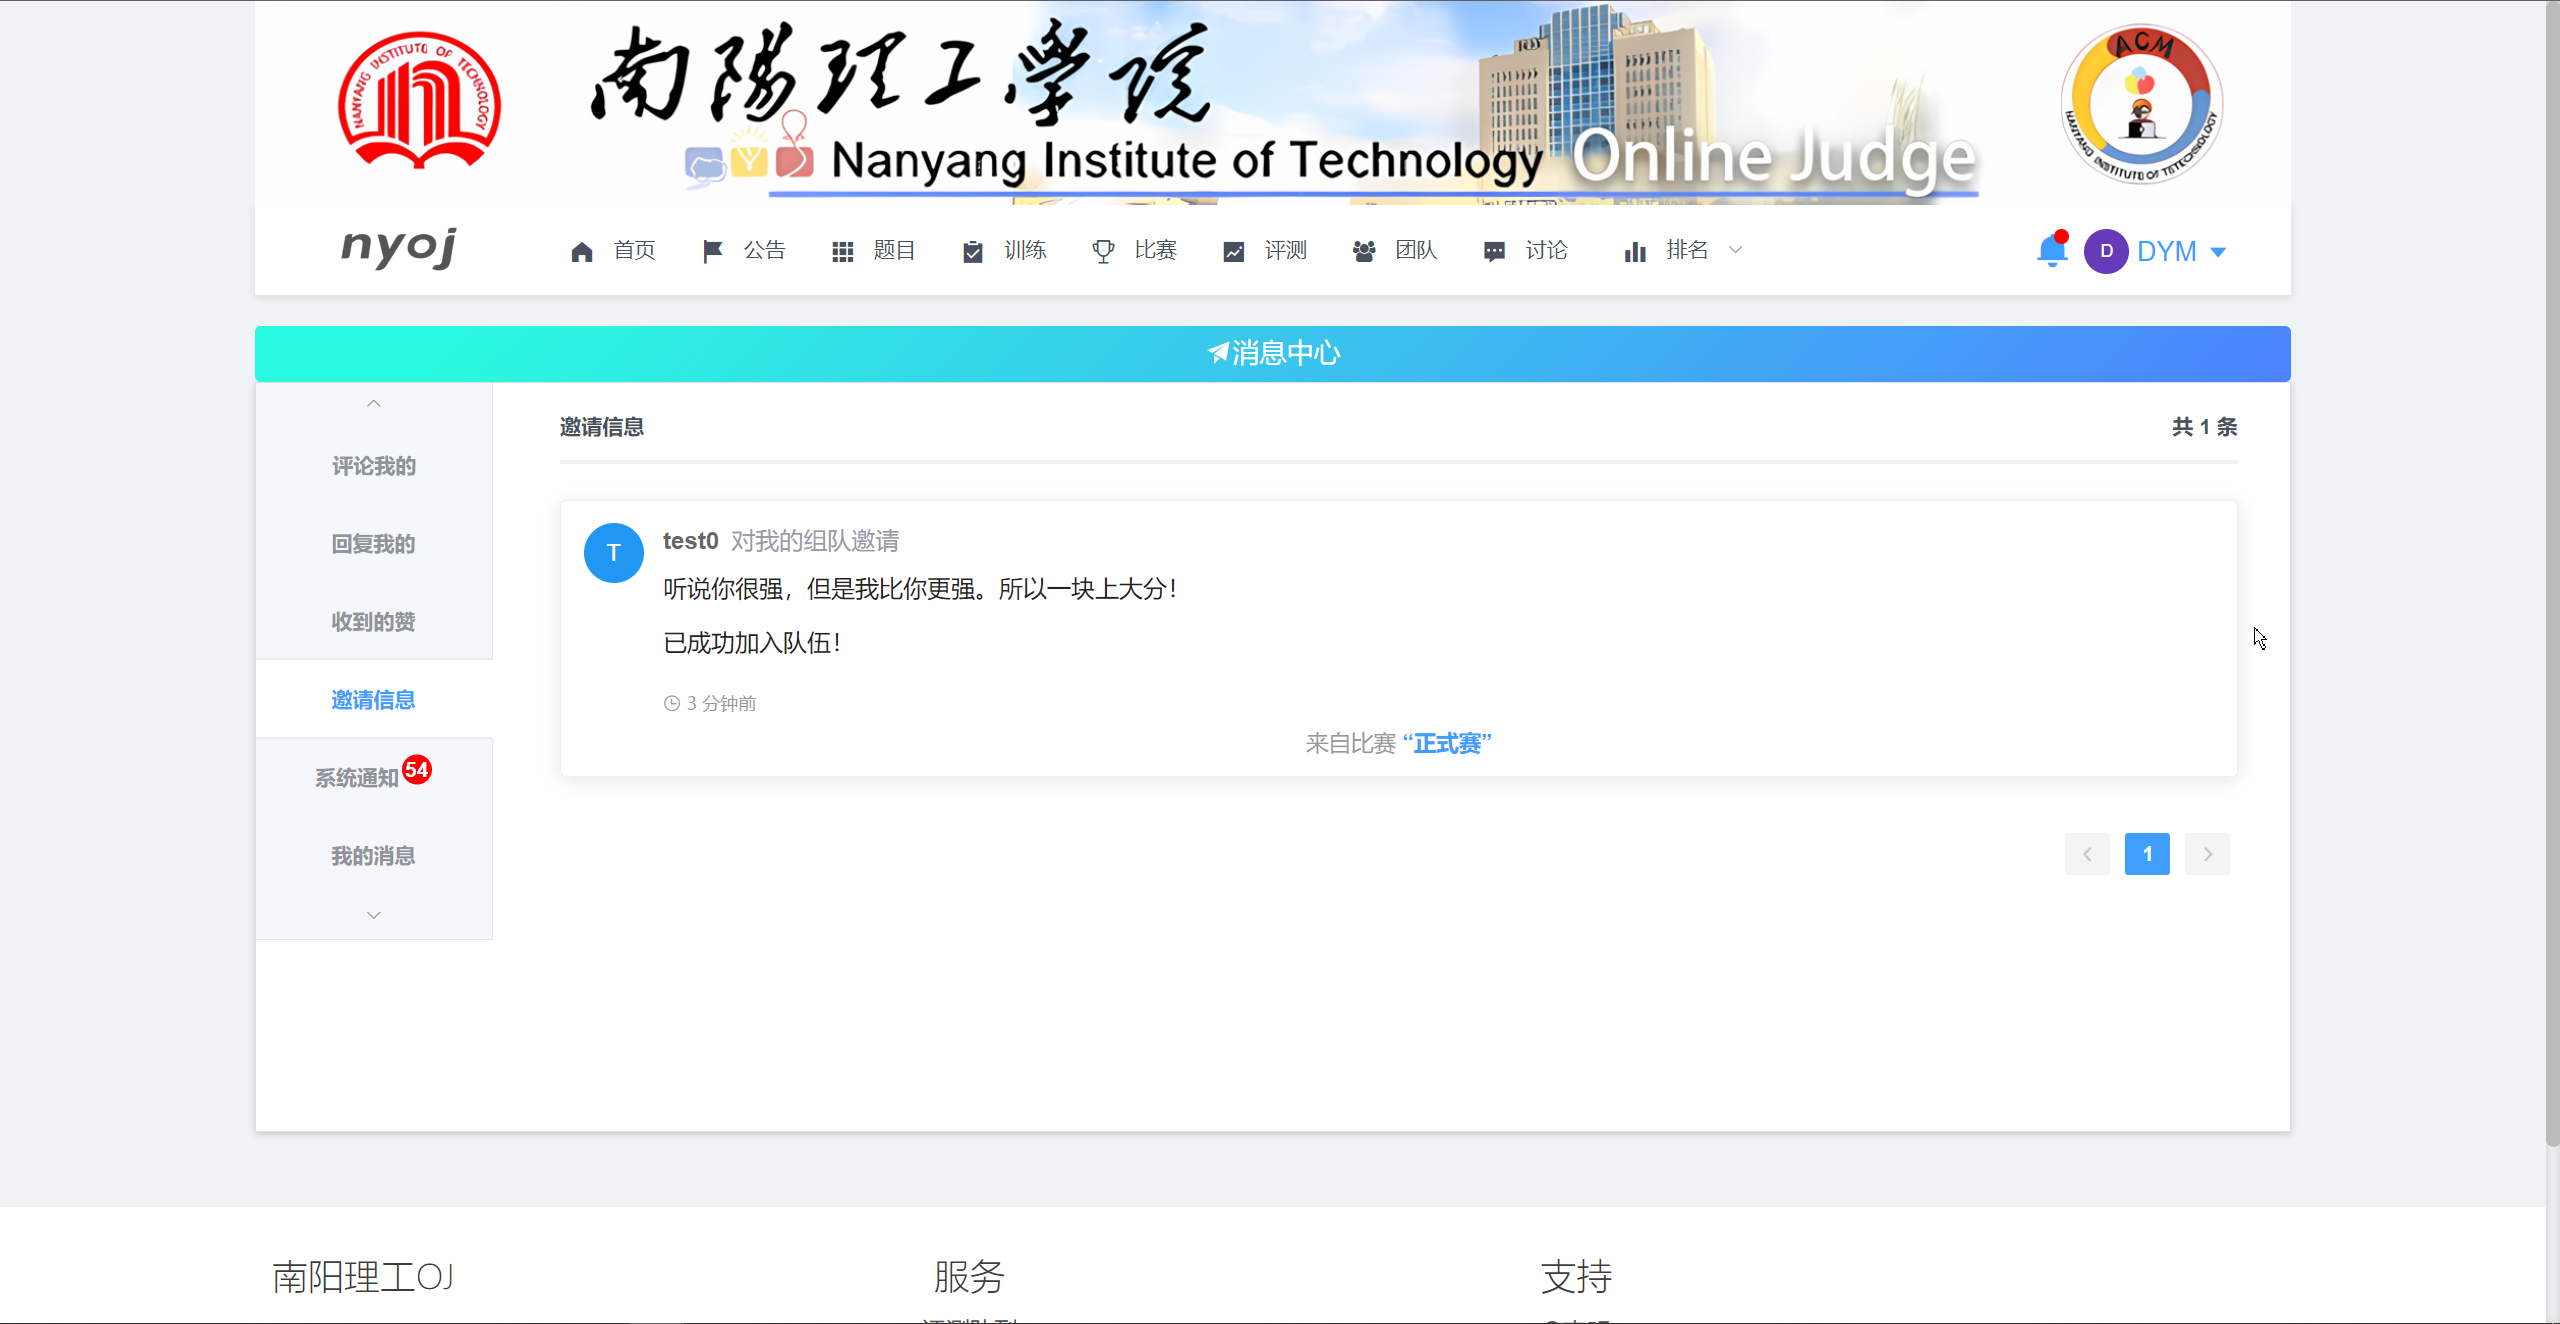 NANYANG INSTITUTE OF TECHNOLOGY
南陽理工學院
Nanyang Institute of Technology Online Judge
ACM
nyoj
首页 公告 题目 训练 比赛 评测 团队 讨论 排名
D DYM
消息中心
评论我的
回复我的
收到的赞
邀请信息
系统通知 54
我的消息
邀请信息 共 1 条
T test0 对我的组队邀请
听说你很强，但是我比你更强。所以一块上大分！
已成功加入队伍！
3 分钟前
来自比赛 “正式赛”
1
南阳理工OJ 服务 支持